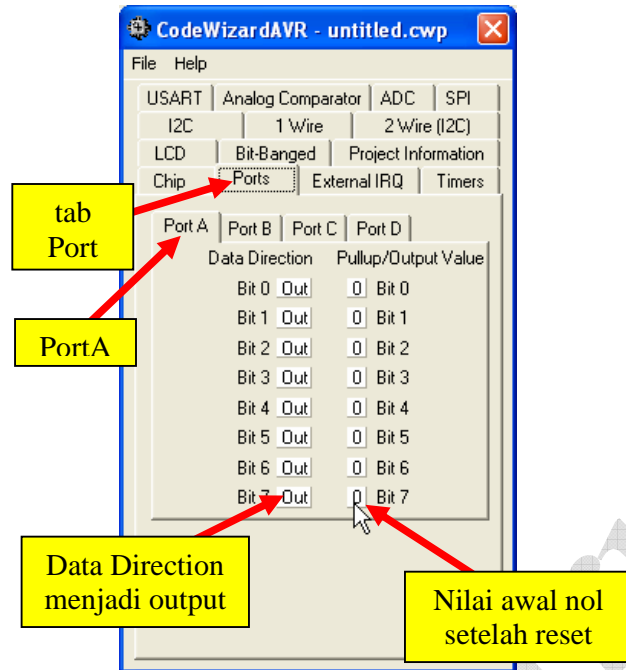 CodeWizardAVR - untitled.cwp
File Help
USART Analog Comparator ADC SPI
I2C 1 Wire 2 Wire (I2C)
LCD Bit-Banged Project Information
Chip Ports External IRQ Timers
tab
Port
Port A Port B Port C Port D
Data Direction Pullup/Output Value
Bit 0 Out 0 Bit 0
Bit 1 Out 0 Bit 1
PortA
Bit 2 Out 0 Bit 2
Bit 3 Out 0 Bit 3
Bit 4 Out 0 Bit 4
Bit 5 Out 0 Bit 5
Bit 6 Out 0 Bit 6
Bit 7 Out 0 Bit 7
Data Direction
menjadi output
Nilai awal nol
setelah reset